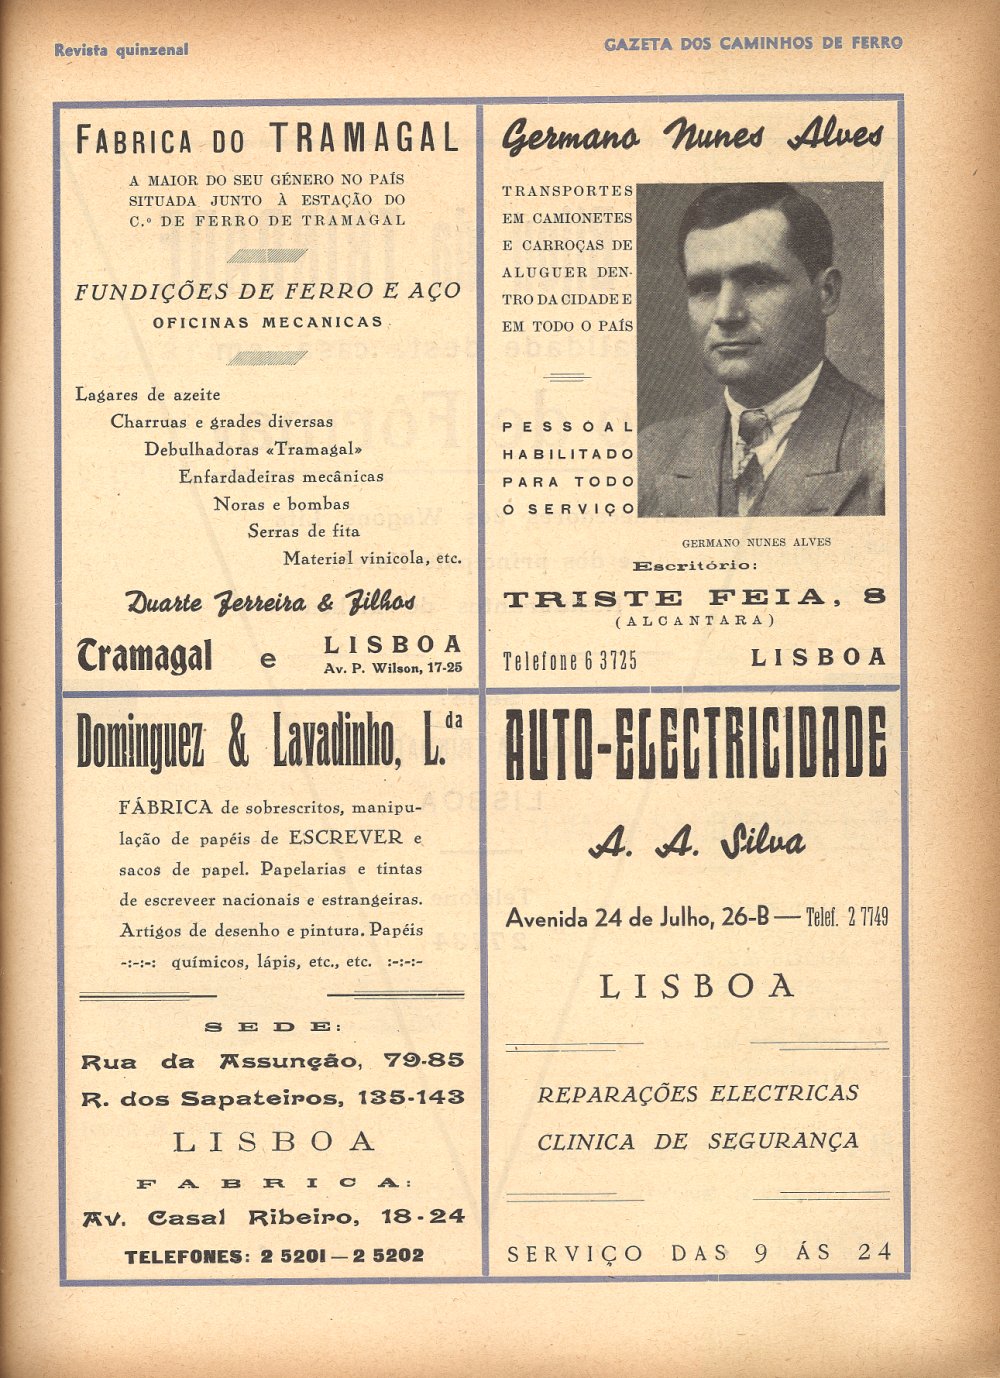 Revista quinzenal
GAZETA DOS CAMINHOS DE FERRO
FABRICA DO TRAMAGAL
A MAIOR DO SEU GÉNERO NO PAÍS
SITUADA JUNTO À ESTAÇÃO DO
C.º DE FERRO DE TRAMAGAL
FUNDIÇÕES DE FERRO E AÇO
OFICINAS MECANICAS
Lagares de azeite
Charruas e grades diversas
Debulhadoras «Tramagal»
Enfardadeiras mecânicas
Noras e bombas
Serras de fita
Material vinicola, etc.
Duarte Ferreira & Filhos
Tramagal e LISBOA
Av. P. Wilson, 17-25
Germano Nunes Alves
TRANSPORTES
EM CAMIONETES
E CARROÇAS DE
ALUGUER DEN-
TRO DA CIDADE E
EM TODO O PAÍS
PESSOAL
HABILITADO
PARA TODO
O SERVIÇO
GERMANO NUNES ALVES
Escritório:
TRISTE FEIA, 8
(ALCANTARA)
Telefone 6 3725 LISBOA
Dominguez & Lavadinho, L.da
FÁBRICA de sobrescritos, manipu-
lação de papéis de ESCREVER e
sacos de papel. Papelarias e tintas
de escreveer nacionais e estrangeiras.
Artigos de desenho e pintura. Papéis
-:-:-: químicos, lápis, etc., etc. :-:-:-
SEDE:
Rua da Assunção, 79-85
R. dos Sapateiros, 135-143
LISBOA
FABRICA:
Av. Casal Ribeiro, 18-24
TELEFONES: 2 5201 — 2 5202
AUTO-ELECTRICIDADE
A. A. Silva
Avenida 24 de Julho, 26-B — Telef. 2 7749
LISBOA
REPARAÇÕES ELECTRICAS
CLINICA DE SEGURANÇA
SERVIÇO DAS 9 ÁS 24